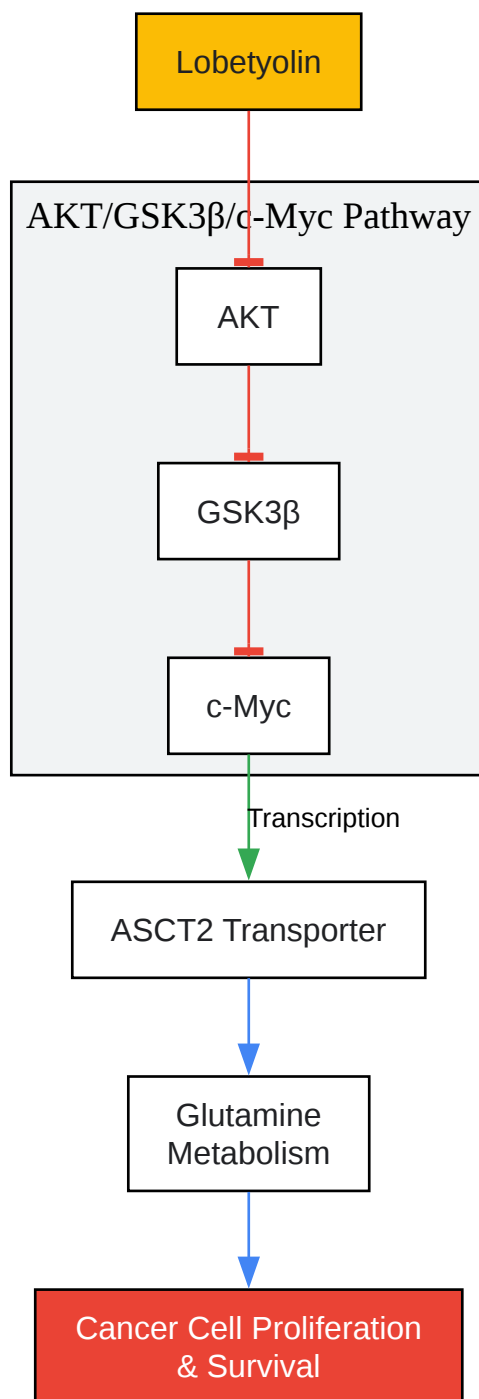 Lobetyolin
AKT/GSK3β/c-Myc Pathway
AKT
GSK3β
c-Myc
Transcription
ASCT2 Transporter
Glutamine
Metabolism
Cancer Cell Proliferation
& Survival